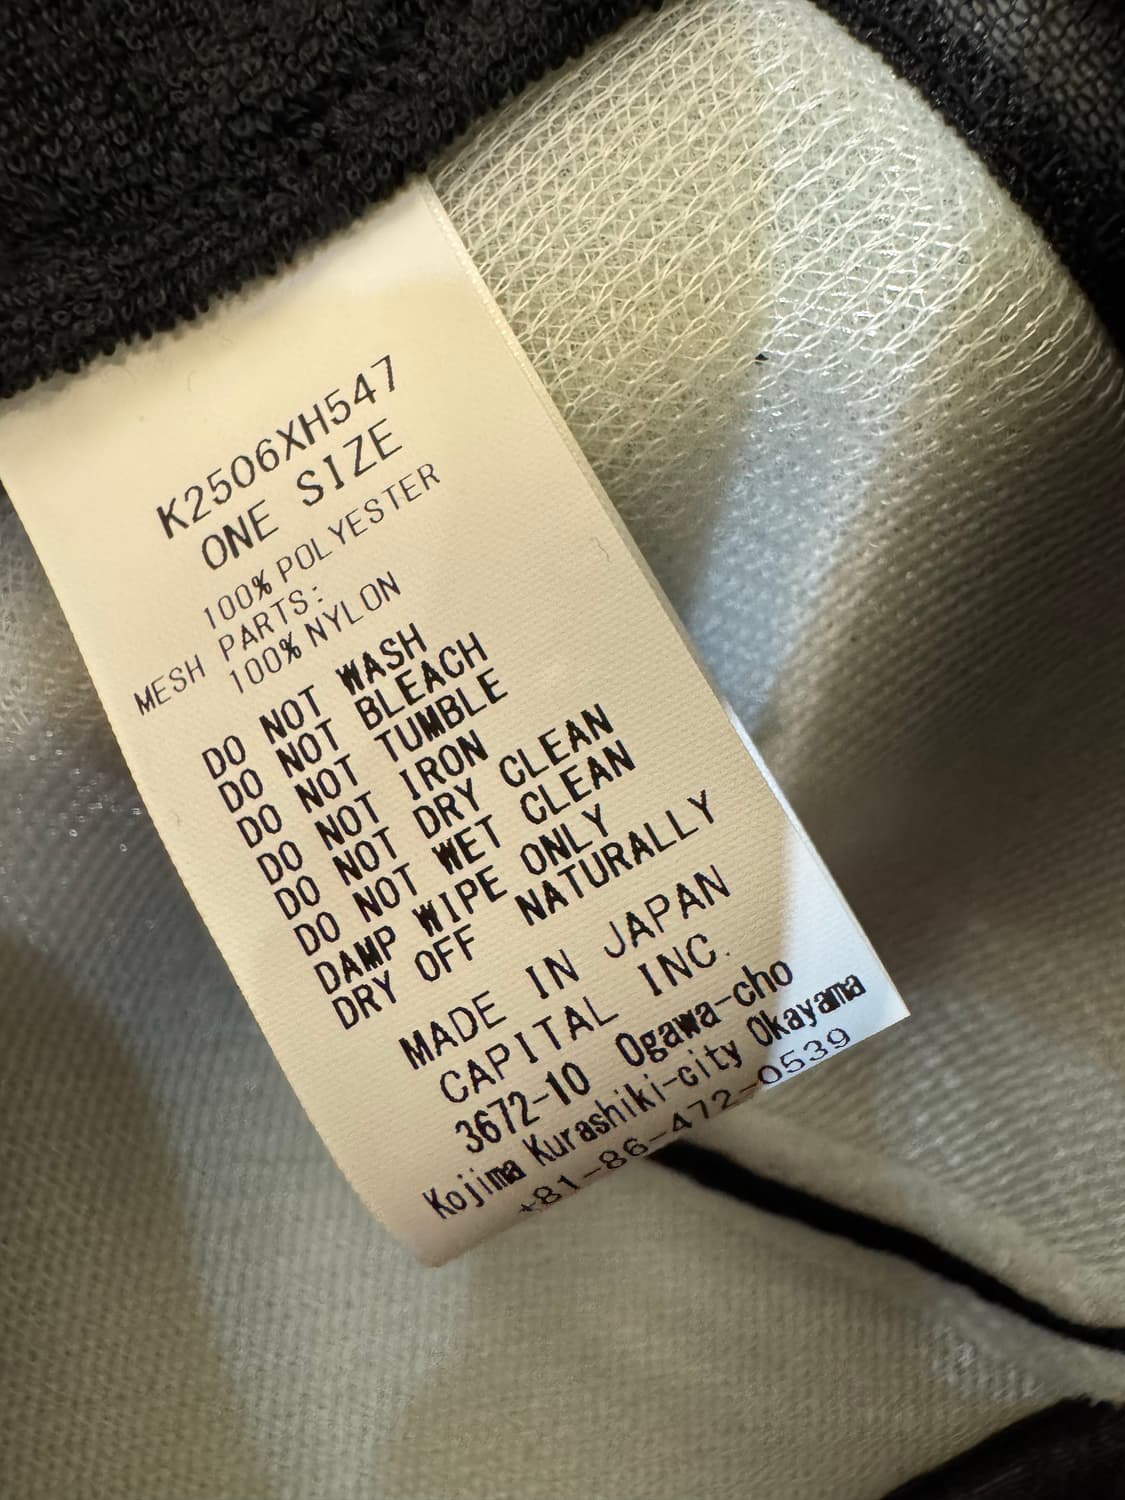 K2506XH547
ONE SIZE
100% POLYESTER
MESH PARTS:
100% NYLON
DO NOT WASH
DO NOT BLEACH
DO NOT TUMBLE
DO NOT IRON
DO NOT DRY CLEAN
DO NOT WET CLEAN
DAMP WIPE ONLY
DRY OFF NATURALLY
MADE IN JAPAN
CAPITAL INC.
3672-10 Ogawa-cho
Kojima Kurashiki-city Okayama
+81-86-472-0539